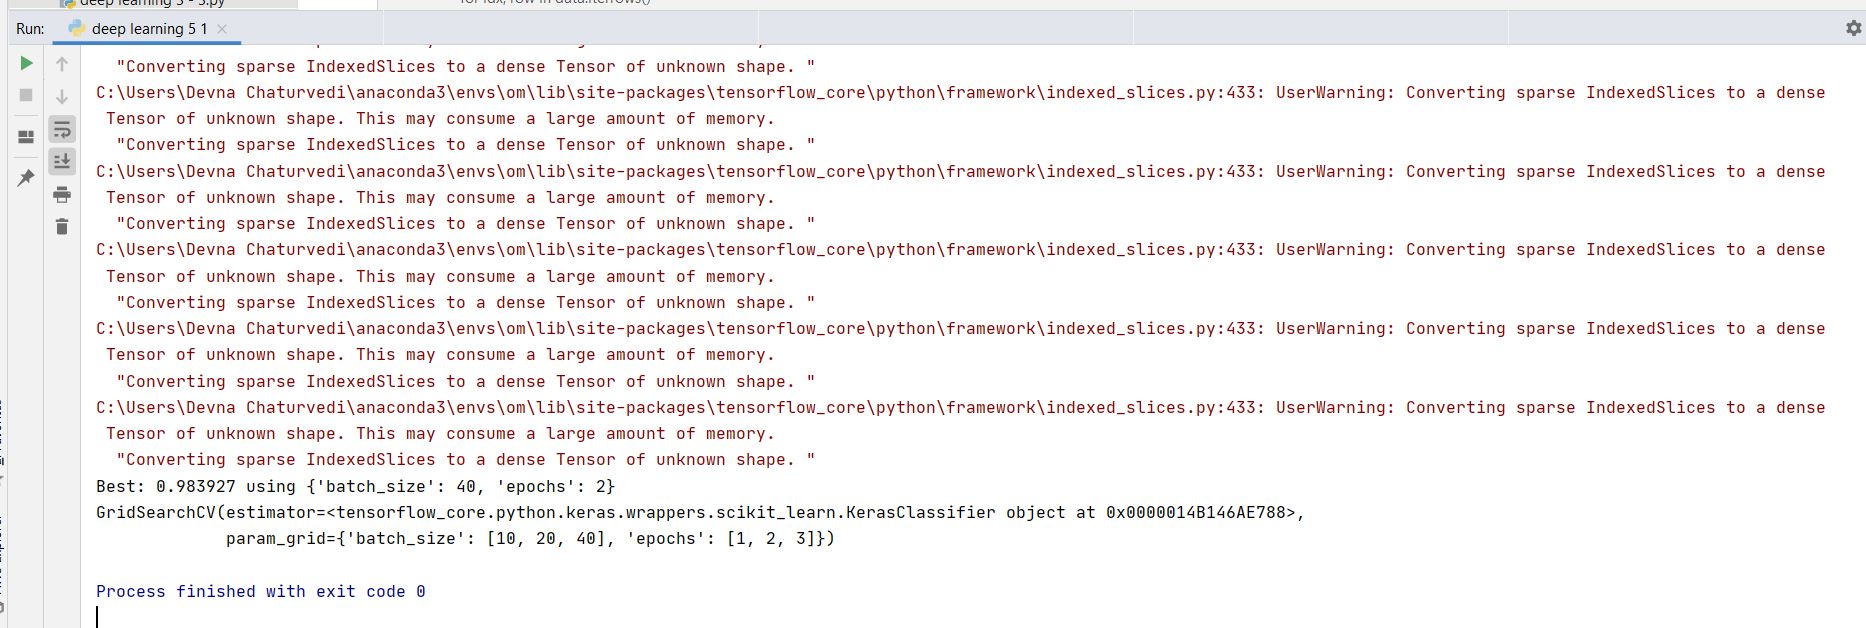 deep learning 5 - 5.py
for idx, row in data.iterrows()
Run: deep learning 5 1
"Converting sparse IndexedSlices to a dense Tensor of unknown shape. "
C:\Users\Devna Chaturvedi\anaconda3\envs\om\lib\site-packages\tensorflow_core\python\framework\indexed_slices.py:433: UserWarning: Converting sparse IndexedSlices to a dense
Tensor of unknown shape. This may consume a large amount of memory.
"Converting sparse IndexedSlices to a dense Tensor of unknown shape. "
C:\Users\Devna Chaturvedi\anaconda3\envs\om\lib\site-packages\tensorflow_core\python\framework\indexed_slices.py:433: UserWarning: Converting sparse IndexedSlices to a dense
Tensor of unknown shape. This may consume a large amount of memory.
"Converting sparse IndexedSlices to a dense Tensor of unknown shape. "
C:\Users\Devna Chaturvedi\anaconda3\envs\om\lib\site-packages\tensorflow_core\python\framework\indexed_slices.py:433: UserWarning: Converting sparse IndexedSlices to a dense
Tensor of unknown shape. This may consume a large amount of memory.
"Converting sparse IndexedSlices to a dense Tensor of unknown shape. "
C:\Users\Devna Chaturvedi\anaconda3\envs\om\lib\site-packages\tensorflow_core\python\framework\indexed_slices.py:433: UserWarning: Converting sparse IndexedSlices to a dense
Tensor of unknown shape. This may consume a large amount of memory.
"Converting sparse IndexedSlices to a dense Tensor of unknown shape. "
C:\Users\Devna Chaturvedi\anaconda3\envs\om\lib\site-packages\tensorflow_core\python\framework\indexed_slices.py:433: UserWarning: Converting sparse IndexedSlices to a dense
Tensor of unknown shape. This may consume a large amount of memory.
"Converting sparse IndexedSlices to a dense Tensor of unknown shape. "
Best: 0.983927 using {'batch_size': 40, 'epochs': 2}
GridSearchCV(estimator=<tensorflow_core.python.keras.wrappers.scikit_learn.KerasClassifier object at 0x0000014B146AE788>,
param_grid={'batch_size': [10, 20, 40], 'epochs': [1, 2, 3]})
Process finished with exit code 0